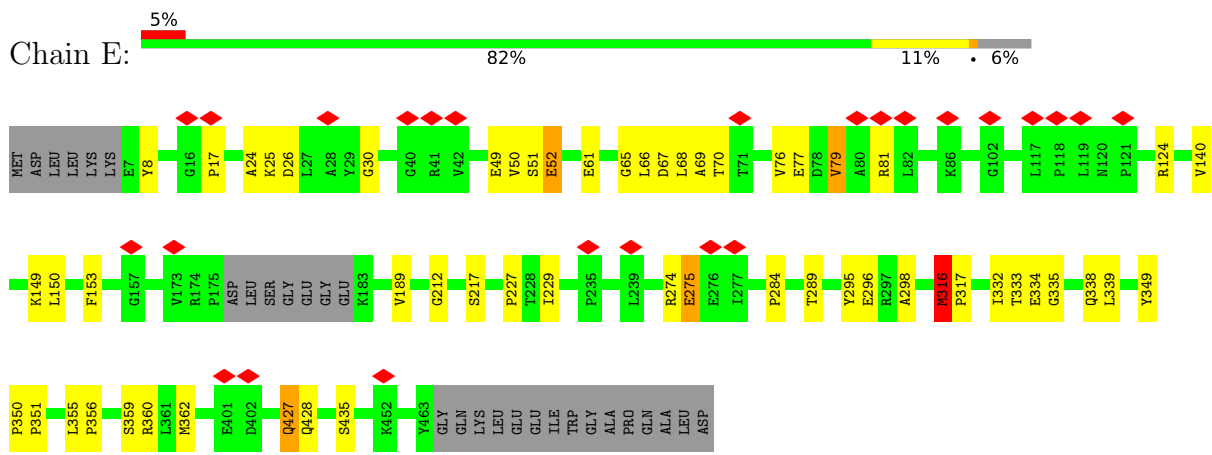 5%
Chain E:
82% 11% • 6%
MET ASP LEU LEU LYS LYS E7 Y8 G16 P17 A24 K25 D26 L27 A28 Y29 G30 G40 R41 V42 E49 V50 S51 E52 E61 G65 L66 D67 L68 A69 T70 T71 V76 E77 D78 V79 A80 R81 L82 K86 G102 L117 P118 L119 N120 P121 R124 V140
K149 L150 F153 G157 V173 R174 P175 ASP LEU SER GLY GLU GLY GLU K183 V189 G212 S217 P227 T228 I229 P235 L239 R274 E275 E276 I277 P284 T289 Y295 E296 R297 A298 M316 P317 I332 T333 E334 G335 Q338 L339 Y349
P350 P351 L355 P356 S359 R360 L361 M362 E401 D402 Q427 Q428 S435 K452 Y463 GLY GLN LYS LEU GLU GLU ILE TRP GLY ALA PRO GLN ALA LEU ASP